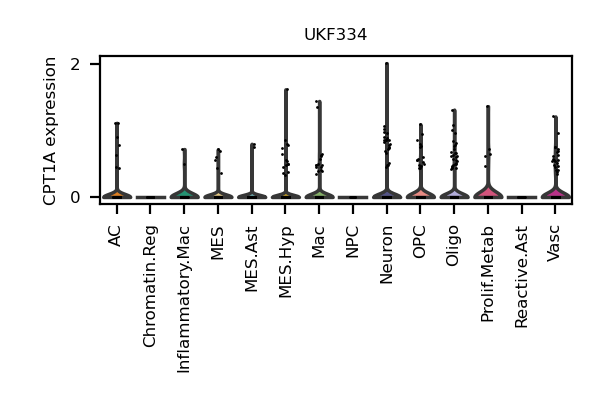 UKF334
CPT1A expression
2
0
AC
Chromatin.Reg
Inflammatory.Mac
MES
MES.Ast
MES.Hyp
Mac
NPC
Neuron
OPC
Oligo
Prolif.Metab
Reactive.Ast
Vasc